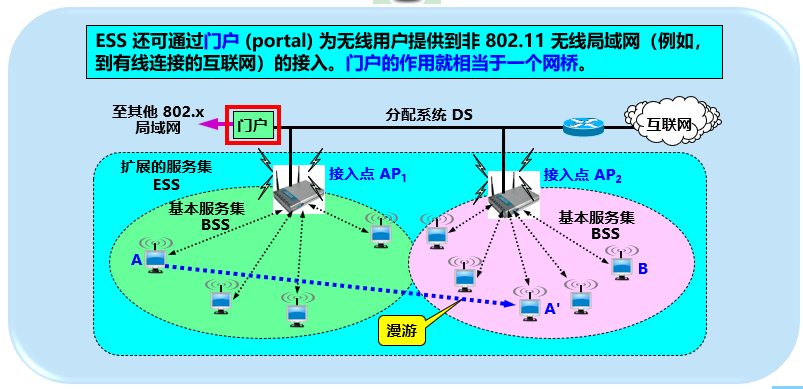 ESS 还可通过门户 (portal) 为无线用户提供到非 802.11 无线局域网（例如，
到有线连接的互联网）的接入。门户的作用就相当于一个网桥。
至其他 802.x
局域网
门户
分配系统 DS
互联网
扩展的服务集
ESS
接入点 AP1
接入点 AP2
基本服务集
BSS
基本服务集
BSS
A
B
A'
漫游